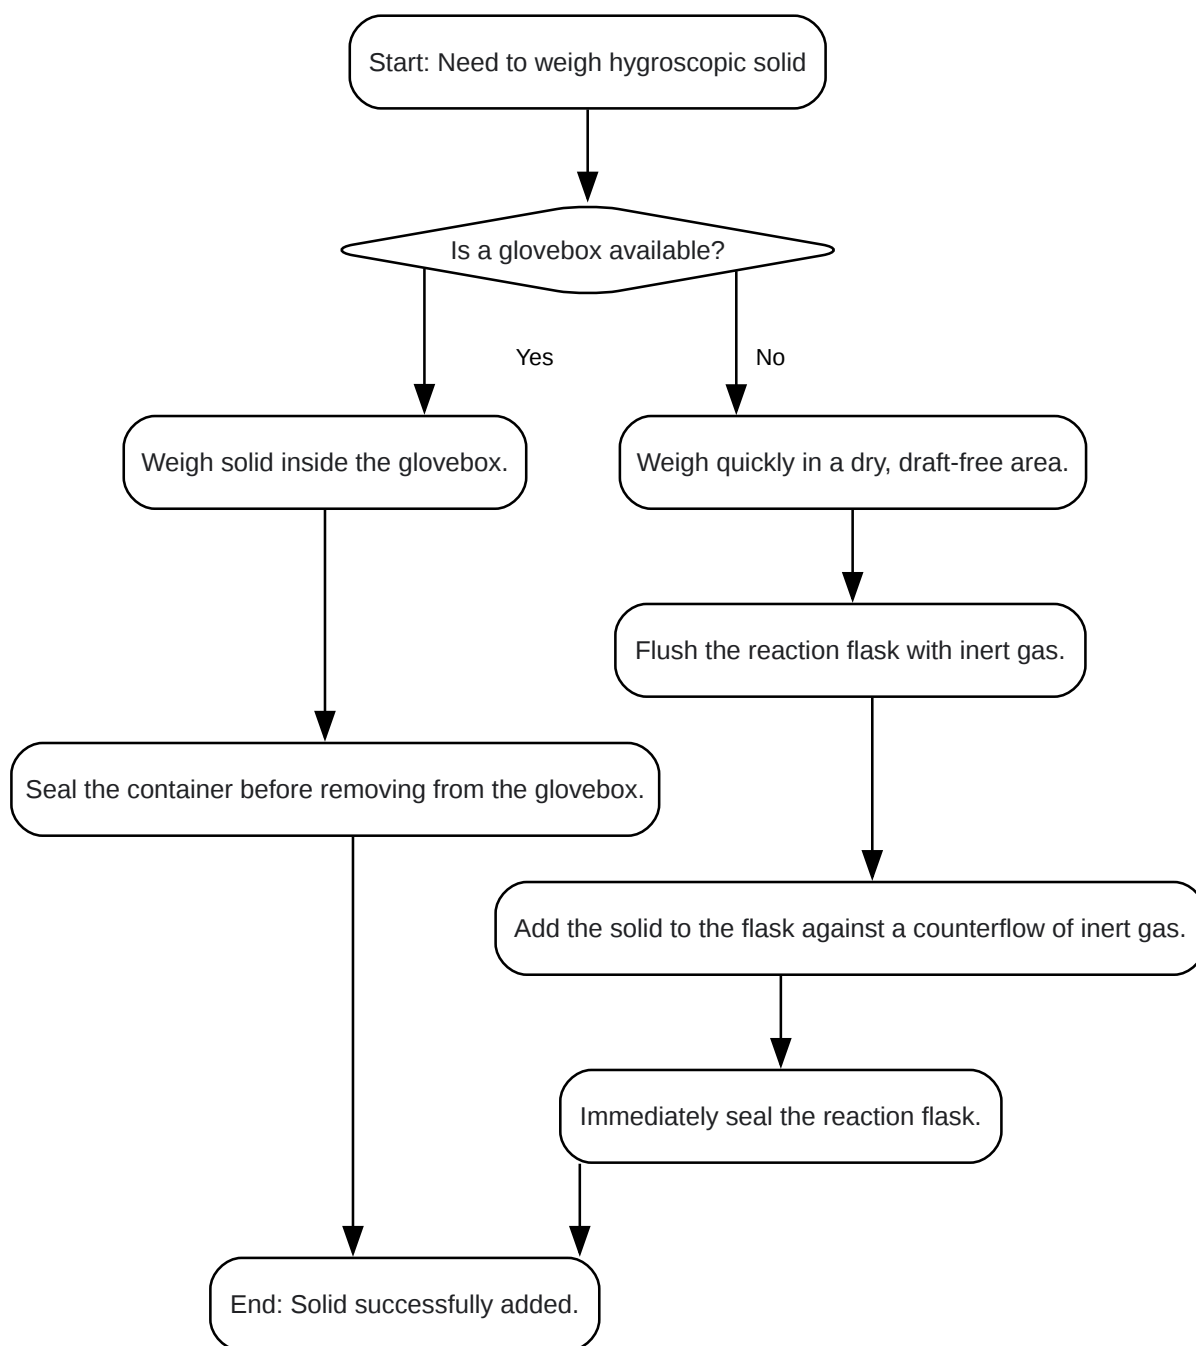 Start: Need to weigh hygroscopic solid
Is a glovebox available?
Yes
No
Weigh solid inside the glovebox.
Weigh quickly in a dry, draft-free area.
Flush the reaction flask with inert gas.
Seal the container before removing from the glovebox.
Add the solid to the flask against a counterflow of inert gas.
Immediately seal the reaction flask.
End: Solid successfully added.